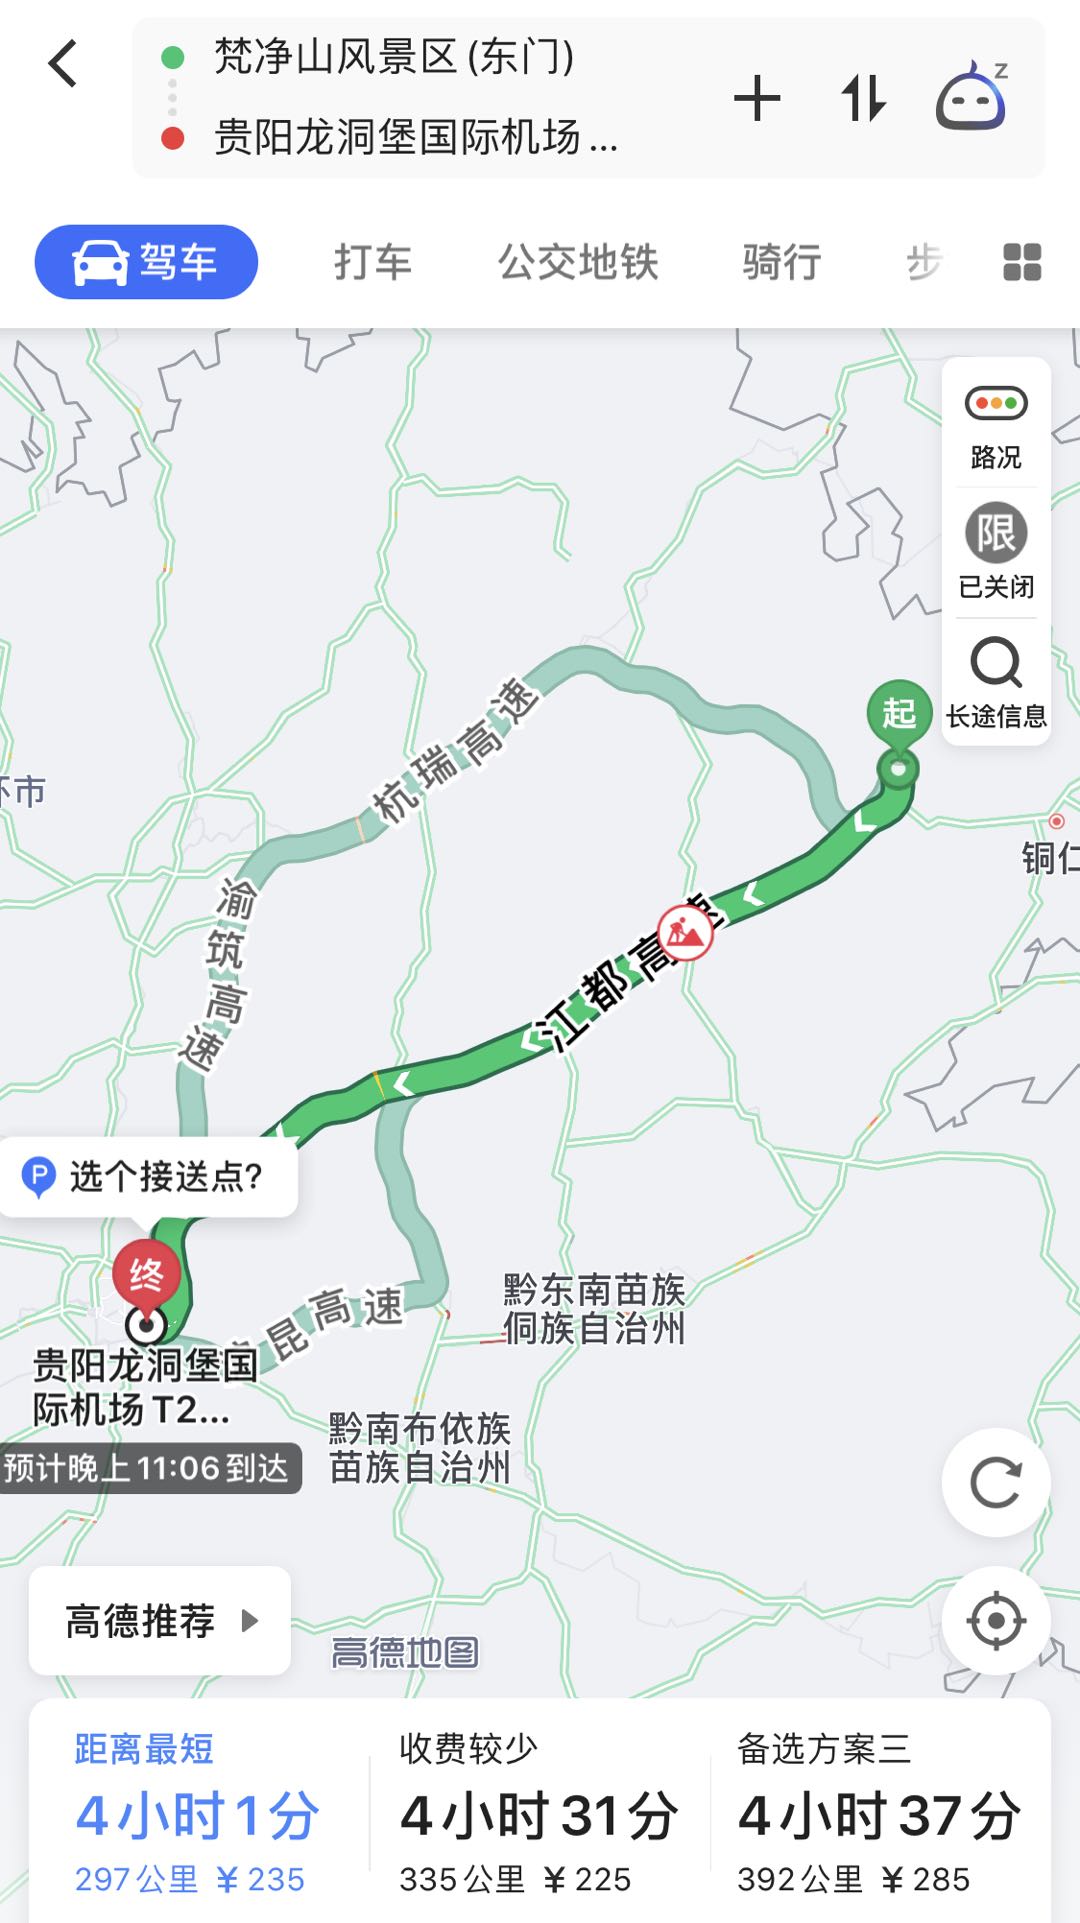 梵净山风景区(东门)
贵阳龙洞堡国际机场...
z
驾车
打车
公交地铁
骑行
步
路况
限
已关闭
长途信息
起
杭瑞高速
环市
铜仁
渝筑高速
江都高速
P 选个接送点?
终
昆高速
黔东南苗族
侗族自治州
贵阳龙洞堡国
际机场T2...
预计晚上11:06到达
黔南布依族
苗族自治州
高德推荐
高德地图
距离最短
4小时1分
297公里 ¥235
收费较少
4小时31分
335公里 ¥225
备选方案三
4小时37分
392公里 ¥285